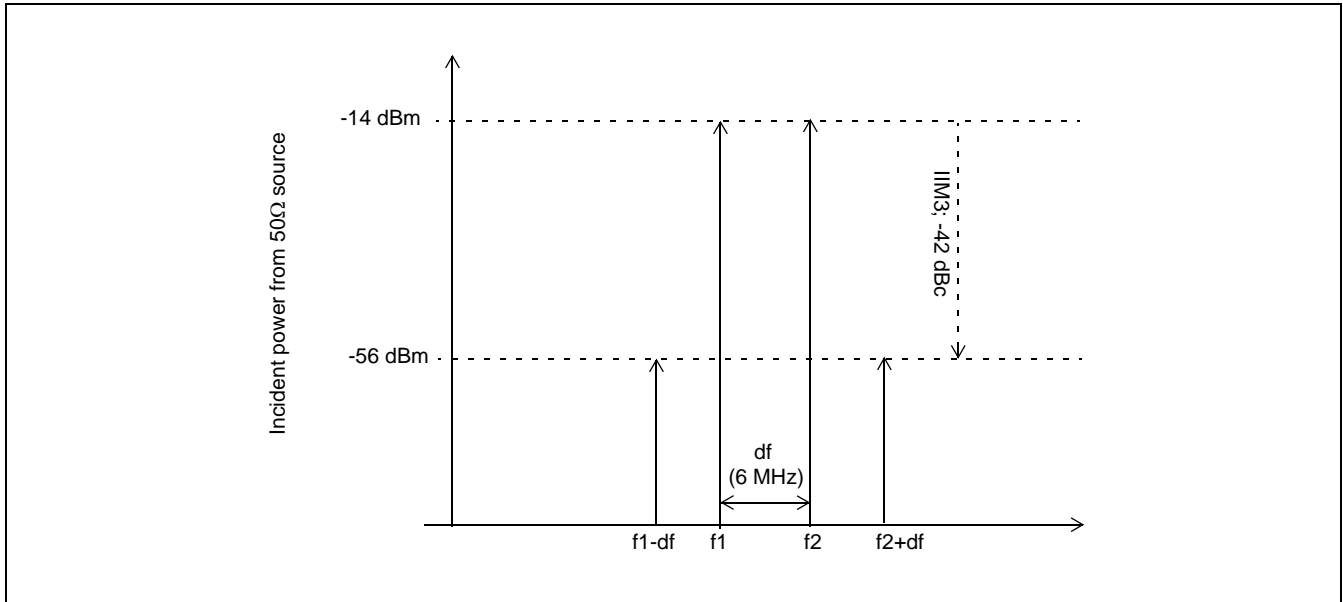 Incident power from 50Ω source
-14 dBm
IIM3; -42 dBc
-56 dBm
df
(6 MHz)
f1-df
f1
f2
f2+df